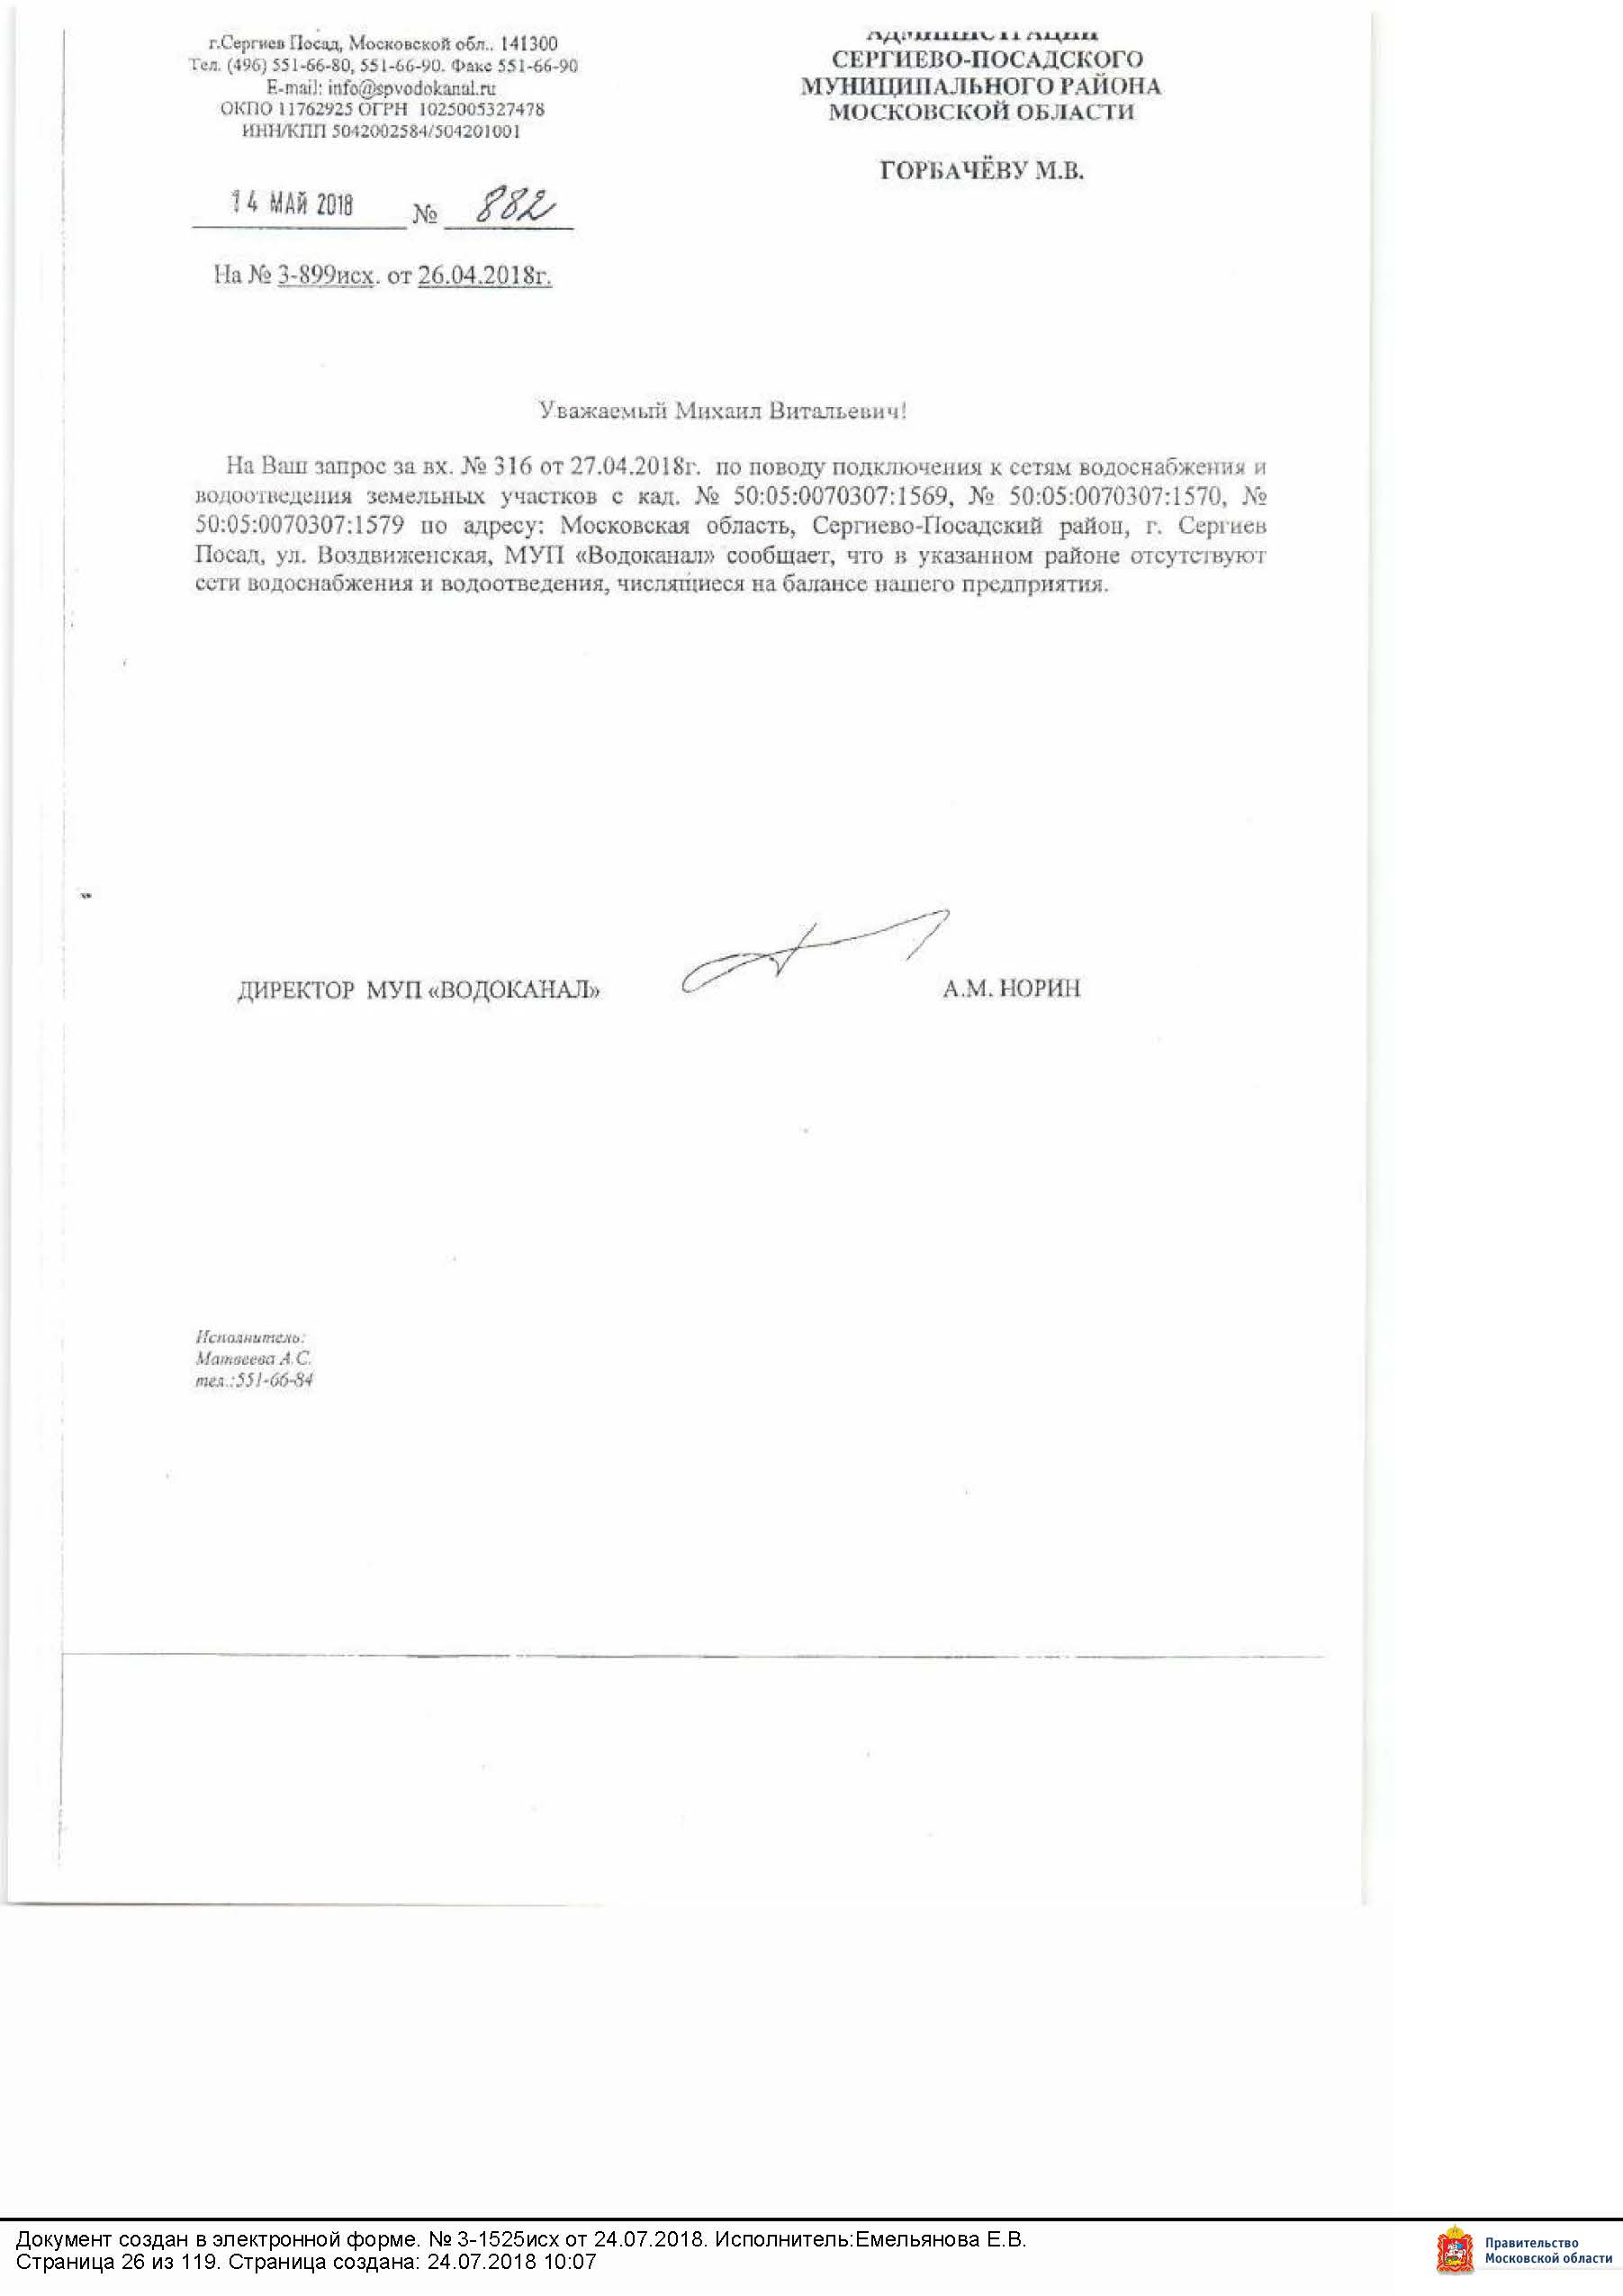 г.Сергиев Посад, Московской обл.. 141300
Тел. (496) 551-66-80, 551-66-90. Факс 551-66-90
E-mail: info@spvodokanal.ru
ОКПО 11762925 ОГРН 1025005327478
ИНН/КПП 5042002584/504201001
14 МАЙ 2018 № 882
На № 3-899исх. от 26.04.2018г.
АДМИНИСТРАЦИИ
СЕРГИЕВО-ПОСАДСКОГО
МУНИЦИПАЛЬНОГО РАЙОНА
МОСКОВСКОЙ ОБЛАСТИ
ГОРБАЧЁВУ М.В.
Уважаемый Михаил Витальевич!
На Ваш запрос за вх. № 316 от 27.04.2018г. по поводу подключения к сетям водоснабжения и
водоотведения земельных участков с кад. № 50:05:0070307:1569, № 50:05:0070307:1570, №
50:05:0070307:1579 по адресу: Московская область, Сергиево-Посадский район, г. Сергиев
Посад, ул. Воздвиженская, МУП «Водоканал» сообщает, что в указанном районе отсутствуют
сети водоснабжения и водоотведения, числящиеся на балансе нашего предприятия.
ДИРЕКТОР МУП «ВОДОКАНАЛ» А.М. НОРИН
Исполнитель:
Матвеева А.С.
тел.:551-66-84
Документ создан в электронной форме. № 3-1525исх от 24.07.2018. Исполнитель:Емельянова Е.В.
Страница 26 из 119. Страница создана: 24.07.2018 10:07
Правительство
Московской области